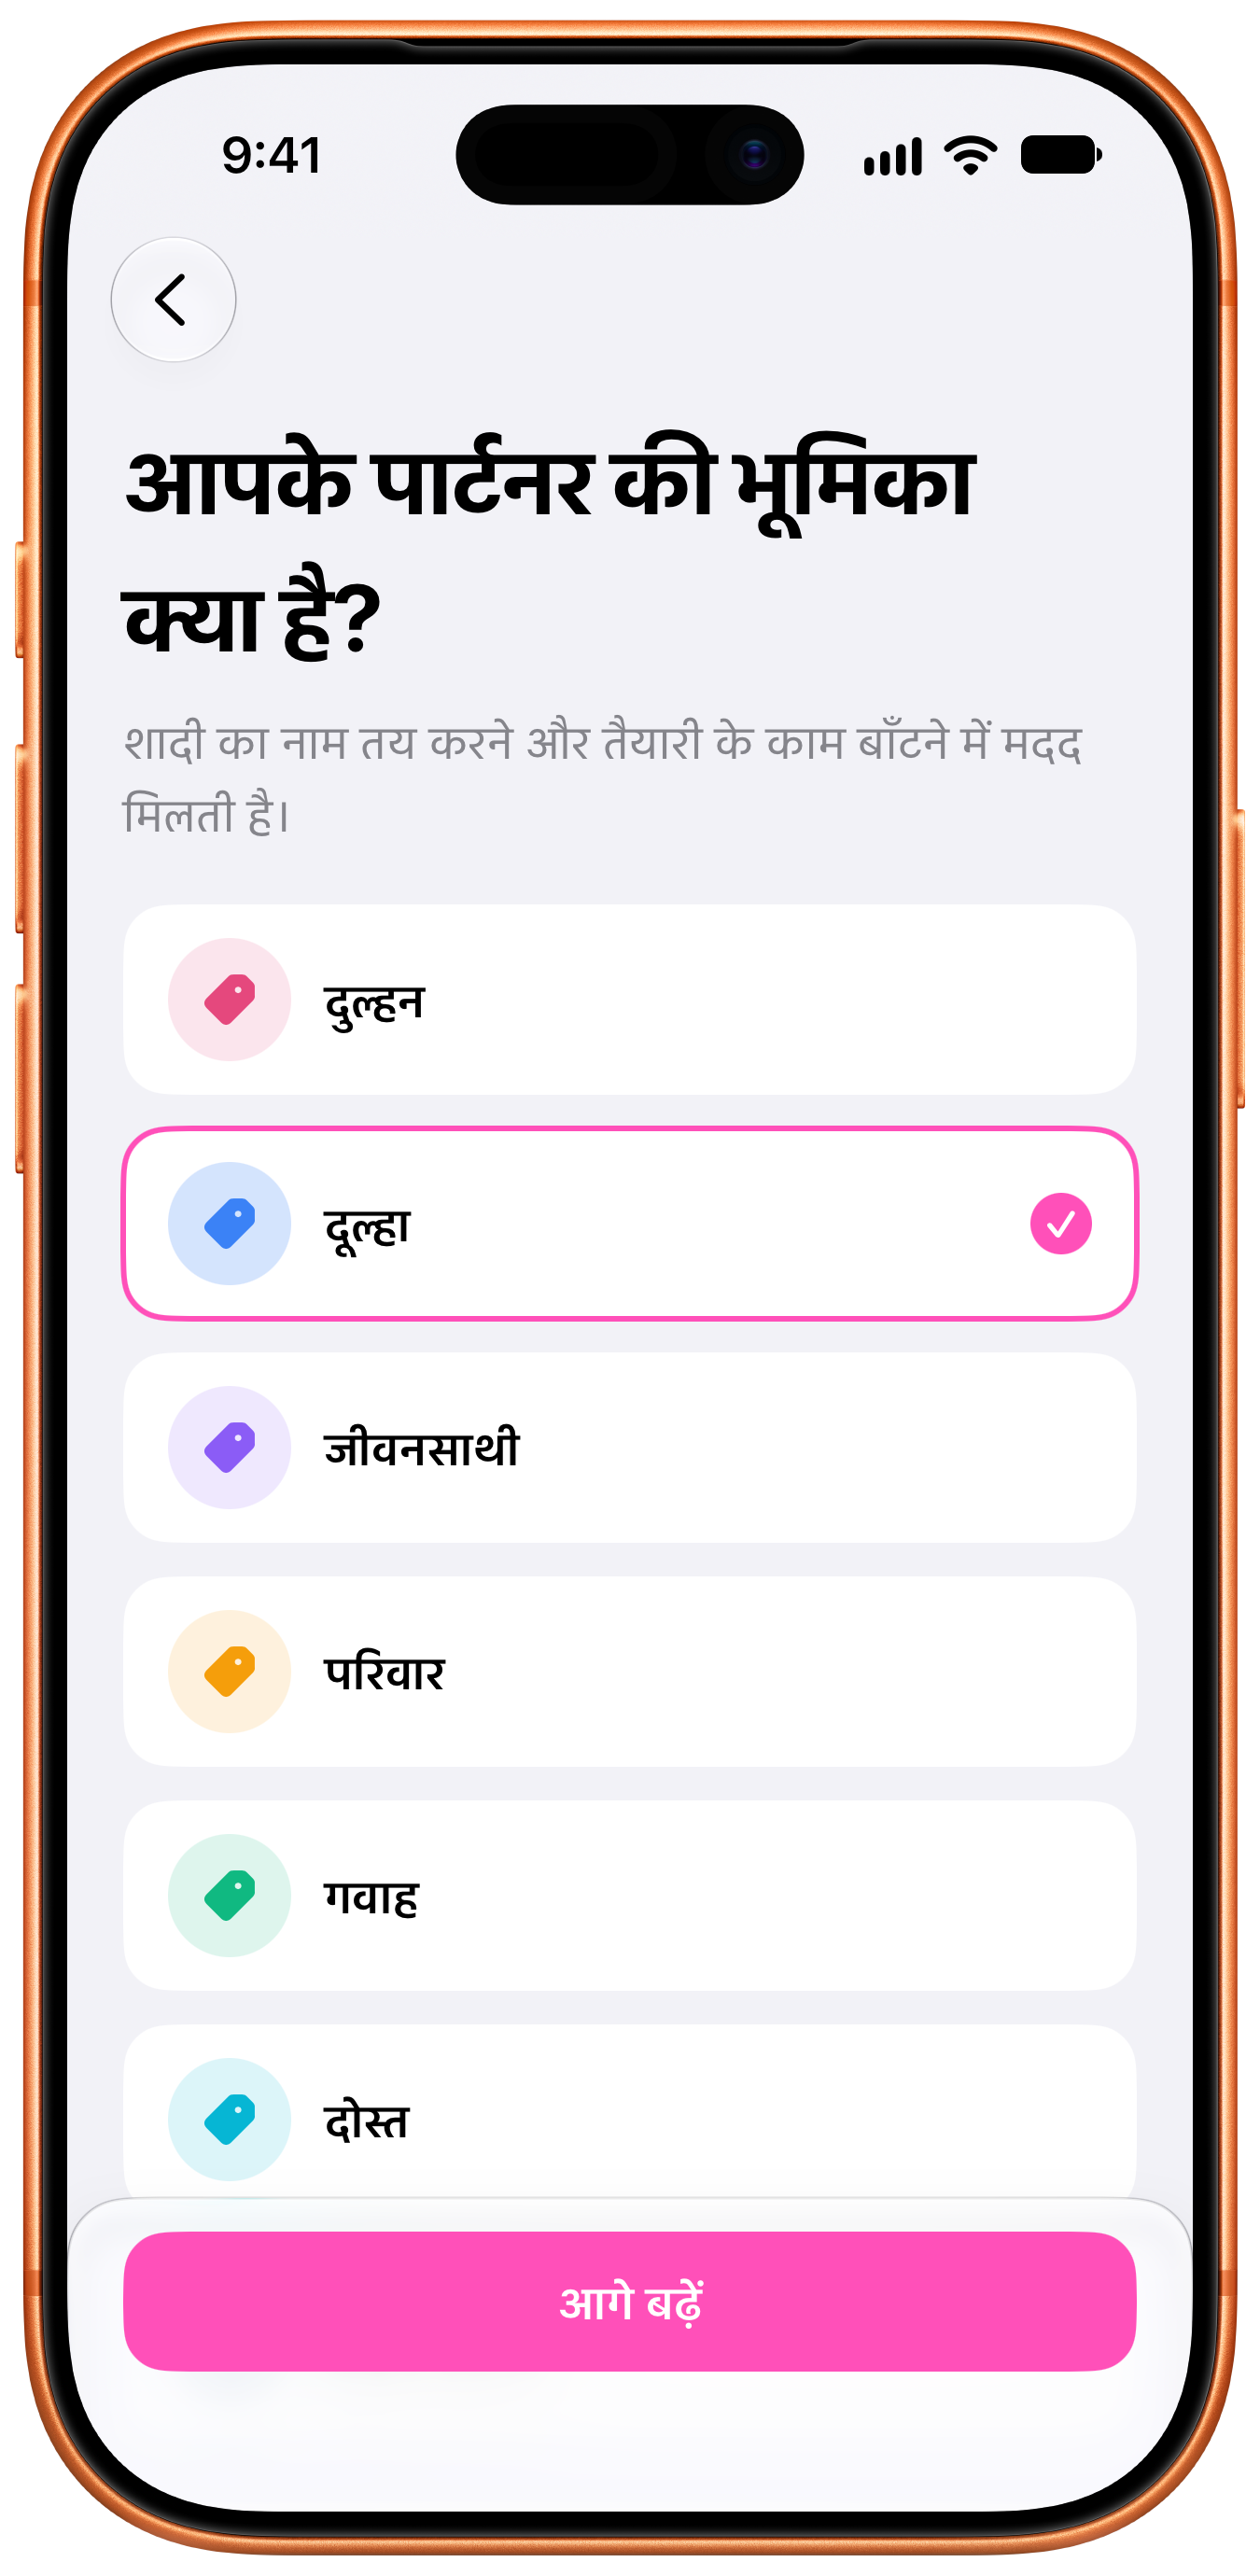 9:41
आपके पार्टनर की भूमिका
क्या है?
शादी का नाम तय करने और तैयारी के काम बाँटने में मदद
मिलती है।
दुल्हन
दूल्हा
जीवनसाथी
परिवार
गवाह
दोस्त
आगे बढ़ें